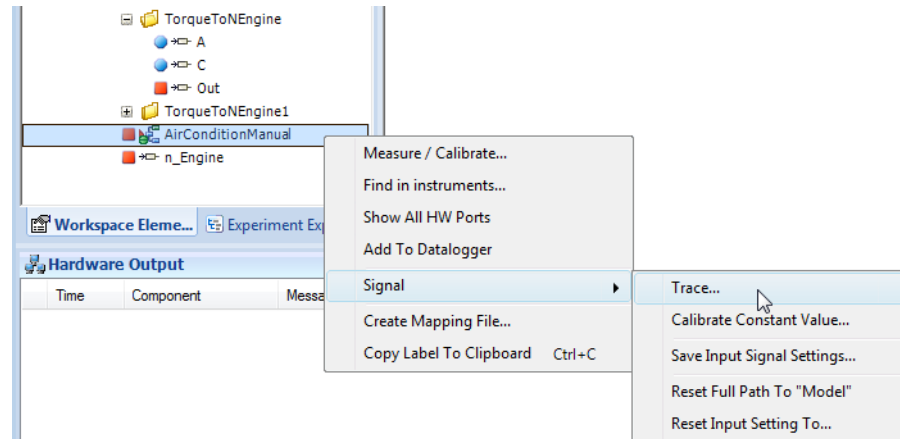 TorqueToNEngine
A
C
Out
TorqueToNEngine1
AirConditionManual
n_Engine
Workspace Eleme...
Experiment Ex
Hardware Output
Time Component Messa
Measure / Calibrate...
Find in instruments...
Show All HW Ports
Add To Datalogger
Signal
Create Mapping File...
Copy Label To Clipboard Ctrl+C
Trace...
Calibrate Constant Value...
Save Input Signal Settings...
Reset Full Path To "Model"
Reset Input Setting To...